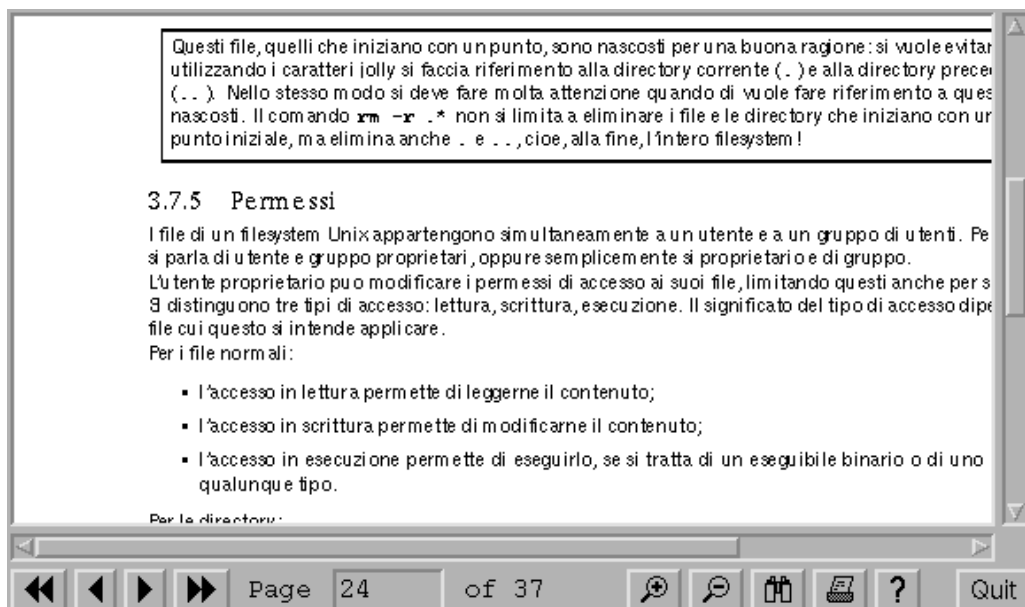 Questi file, quelli che iniziano con un punto, sono nascosti per una buona ragione: si vuole evitar
utilizzando i caratteri jolly si faccia riferimento alla directory corrente ( . ) e alla directory prece
( . . ). Nello stesso modo si deve fare molta attenzione quando di vuole fare riferimento a ques
nascosti. Il comando rm -r .* non si limita a eliminare i file e le directory che iniziano con un
punto iniziale, ma elimina anche . e . . , cioe, alla fine, l'intero filesystem!
3.7.5 Permessi
I file di un filesystem Unix appartengono simultaneamente a un utente e a un gruppo di utenti. Pe
si parla di utente e gruppo proprietari, oppure semplicemente si proprietario e di gruppo.
L'utente proprietario puo modificare i permessi di accesso ai suoi file, limitando questi anche per s
Si distinguono tre tipi di accesso: lettura, scrittura, esecuzione. Il significato del tipo di accesso dipe
file cui questo si intende applicare.
Per i file normali:
▪ l'accesso in lettura permette di leggerne il contenuto;
▪ l'accesso in scrittura permette di modificarne il contenuto;
▪ l'accesso in esecuzione permette di eseguirlo, se si tratta di un eseguibile binario o di uno
qualunque tipo.
Per le directory:
Page 24 of 37 ? Quit